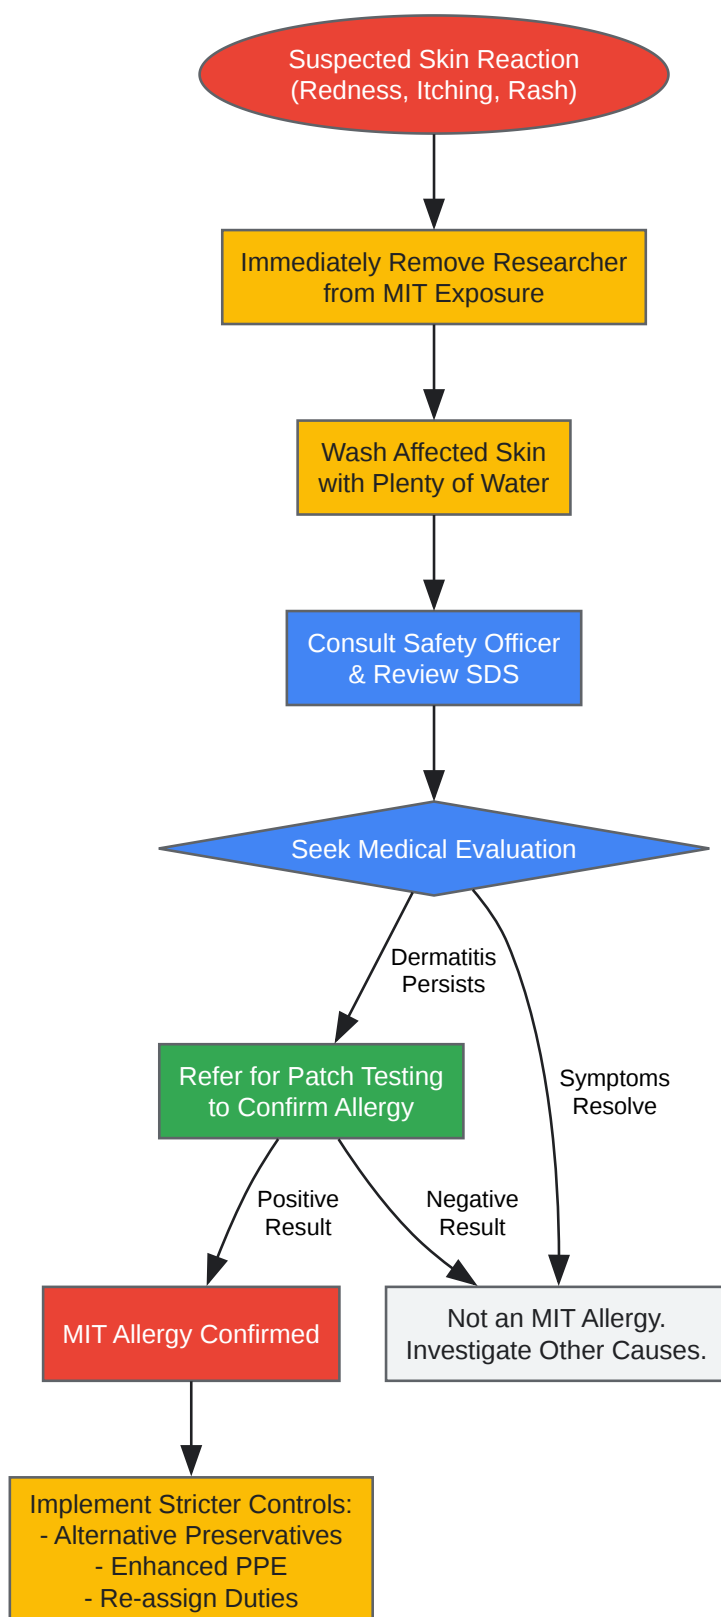 Suspected Skin Reaction
(Redness, Itching, Rash)
Immediately Remove Researcher
from MIT Exposure
Wash Affected Skin
with Plenty of Water
Consult Safety Officer
& Review SDS
Seek Medical Evaluation
Dermatitis
Persists
Symptoms
Resolve
Refer for Patch Testing
to Confirm Allergy
Positive
Result
Negative
Result
MIT Allergy Confirmed
Not an MIT Allergy.
Investigate Other Causes.
Implement Stricter Controls:
- Alternative Preservatives
- Enhanced PPE
- Re-assign Duties